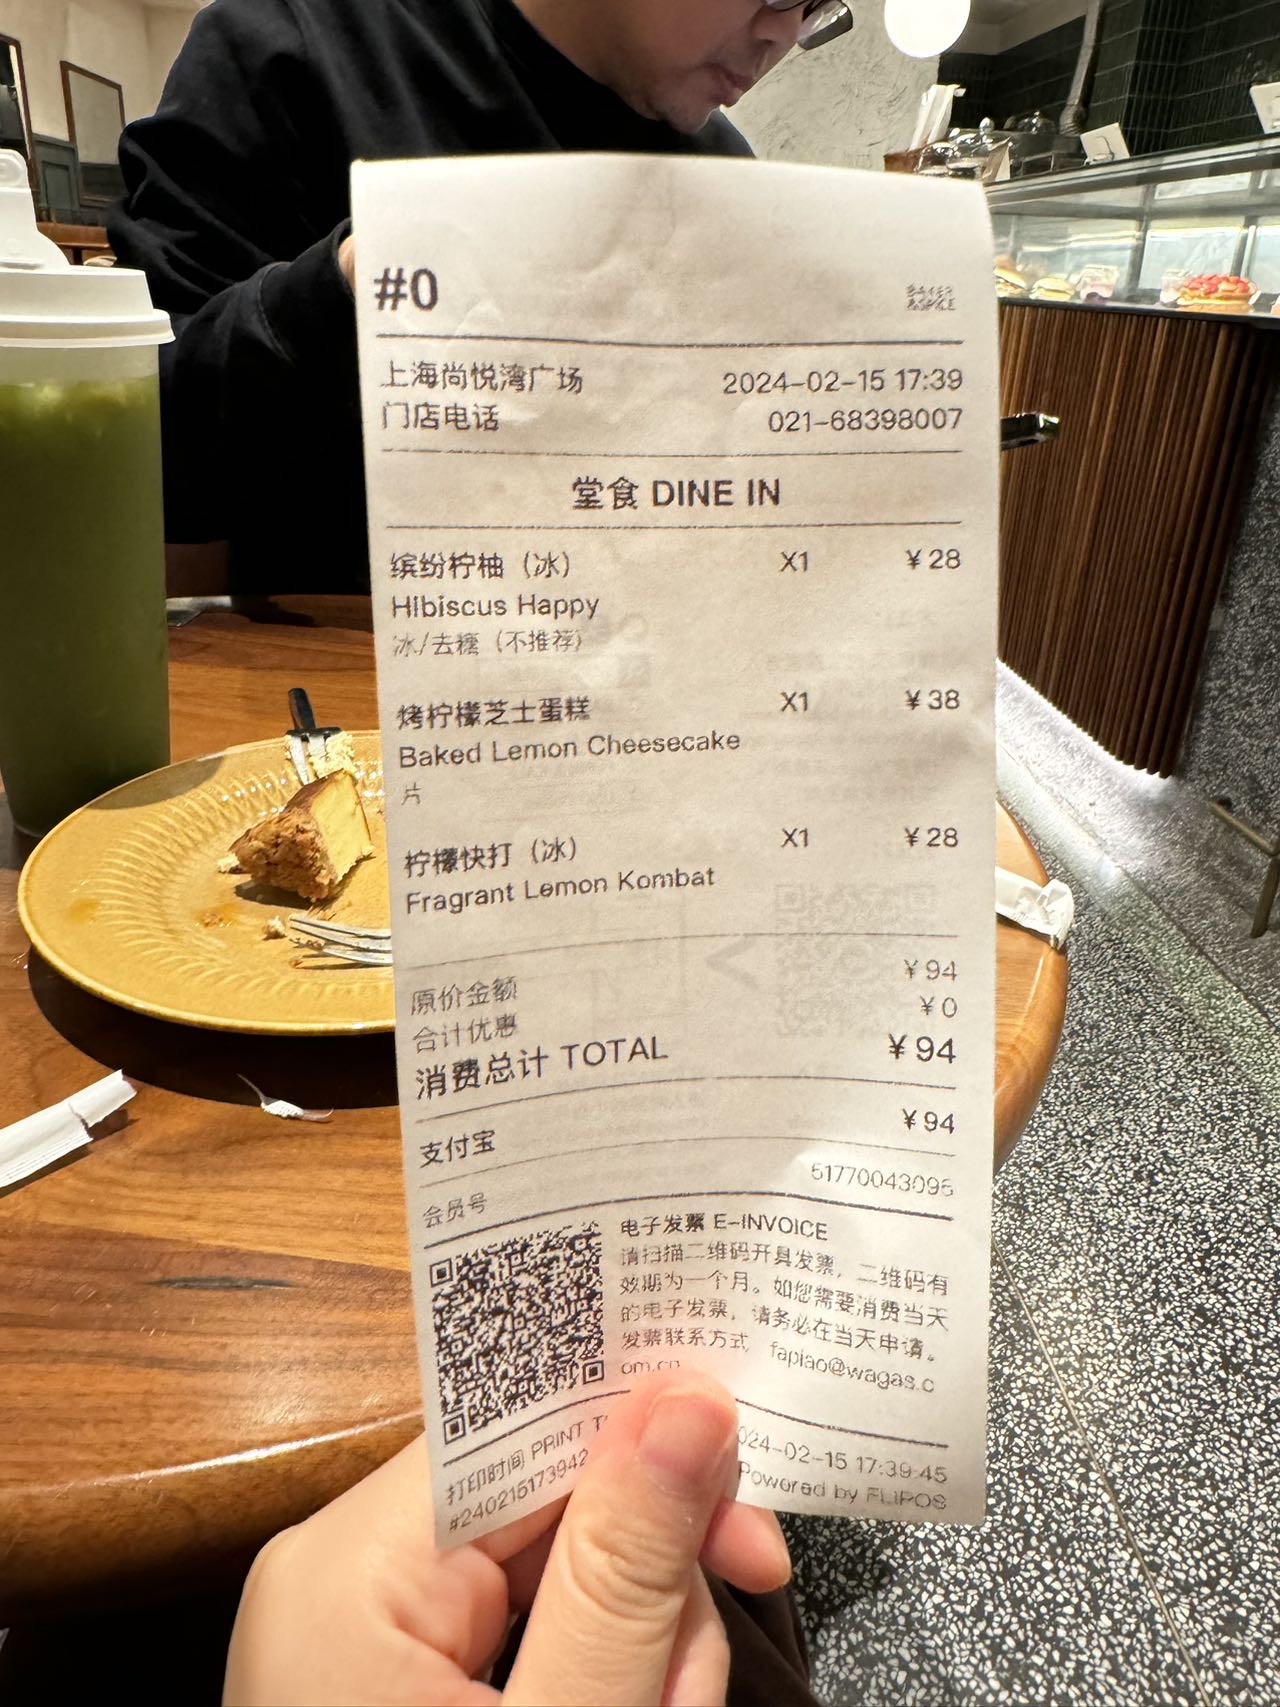 #0
BAKER
&SPICE
上海尚悦湾广场 2024-02-15 17:39
门店电话 021-68398007
堂食 DINE IN
缤纷柠柚（冰） X1 ¥28
Hibiscus Happy
冰/去糖（不推荐）
烤柠檬芝士蛋糕 X1 ¥38
Baked Lemon Cheesecake
片
柠檬快打（冰） X1 ¥28
Fragrant Lemon Kombat
原价金额 ¥94
合计优惠 ¥0
消费总计 TOTAL ¥94
支付宝 ¥94
会员号 61770043096
电子发票 E-INVOICE
请扫描二维码开具发票，二维码有
效期为一个月。如您需要消费当天
的电子发票，请务必在当天申请。
发票联系方式 fapiao@wagas.c
om.cn
打印时间 PRINT 024-02-15 17:39:45
#240215173942 Powered by FLIPOS